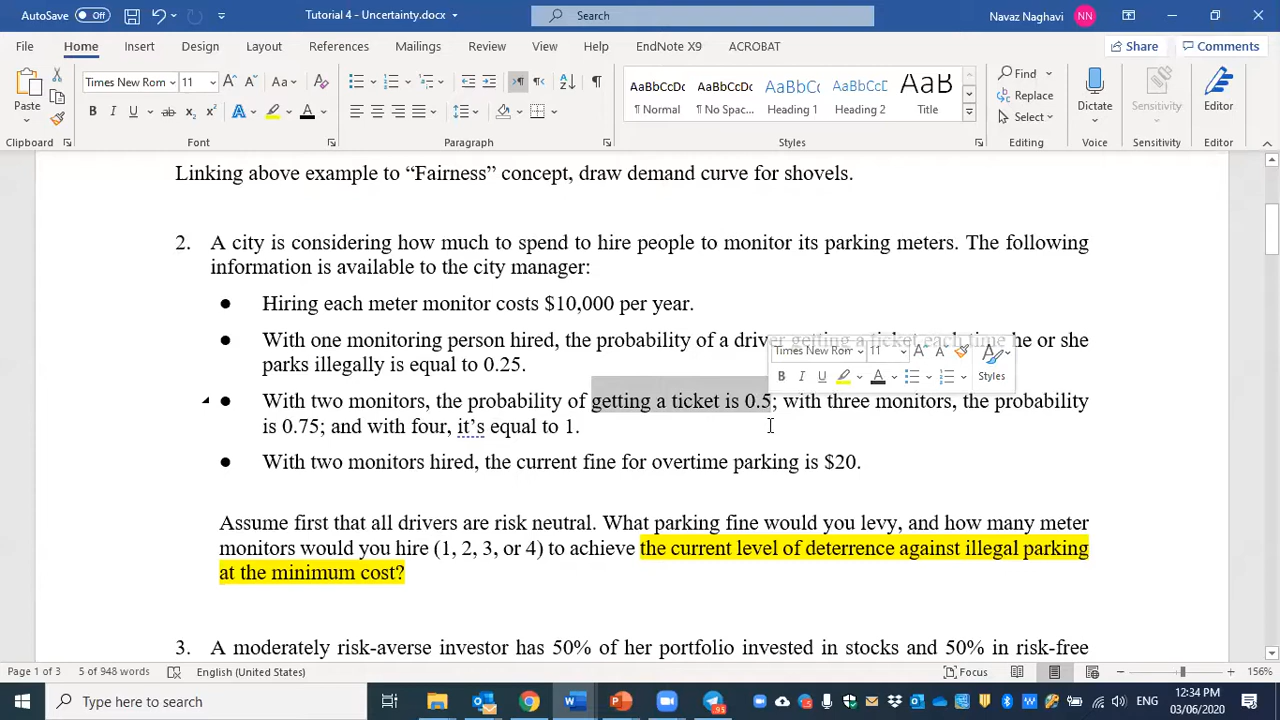 AutoSave Off Tutorial 4 - Uncertainty.docx Search Navaz Naghavi NN
File Home Insert Design Layout References Mailings Review View Help EndNote X9 ACROBAT Share Comments
Paste Times New Rom 11 A A Aa Find Replace Select Dictate Sensitivity Editor
B I U ab x₂ x² A A
AaBbCcDc AaBbCcDc AaBbCc AaBbCcC AaB
¶ Normal ¶ No Spac... Heading 1 Heading 2 Title
Clipboard Font Paragraph Styles Editing Voice Sensitivity Editor
Linking above example to “Fairness” concept, draw demand curve for shovels.
2. A city is considering how much to spend to hire people to monitor its parking meters. The following
information is available to the city manager:
● Hiring each meter monitor costs $10,000 per year.
● With one monitoring person hired, the probability of a driver getting a ticket each time he or she
parks illegally is equal to 0.25.
Times New Rom 11 A A Styles
B I U A
● With two monitors, the probability of getting a ticket is 0.5; with three monitors, the probability
is 0.75; and with four, it’s equal to 1.
● With two monitors hired, the current fine for overtime parking is $20.
Assume first that all drivers are risk neutral. What parking fine would you levy, and how many meter
monitors would you hire (1, 2, 3, or 4) to achieve the current level of deterrence against illegal parking
at the minimum cost?
3. A moderately risk-averse investor has 50% of her portfolio invested in stocks and 50% in risk-free
Page 1 of 3 5 of 948 words English (United States) Focus 156%
Type here to search 95 ENG 12:34 PM
03/06/2020